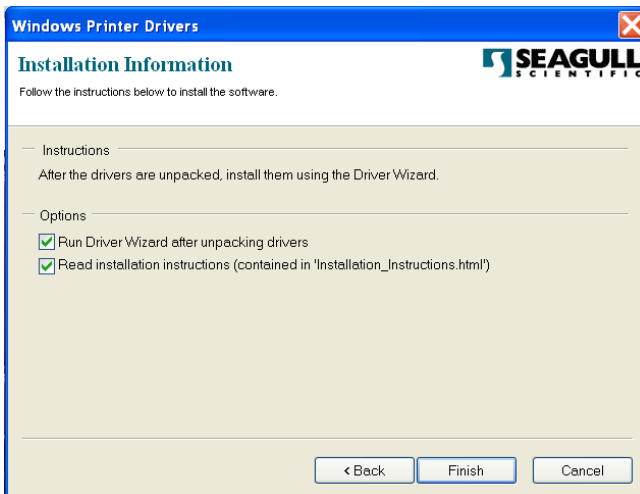 Windows Printer Drivers
Installation Information
SEAGULL
SCIENTIFIC
Follow the instructions below to install the software.
Instructions
After the drivers are unpacked, install them using the Driver Wizard.
Options
Run Driver Wizard after unpacking drivers
Read installation instructions (contained in 'Installation_Instructions.html')
< Back
Finish
Cancel